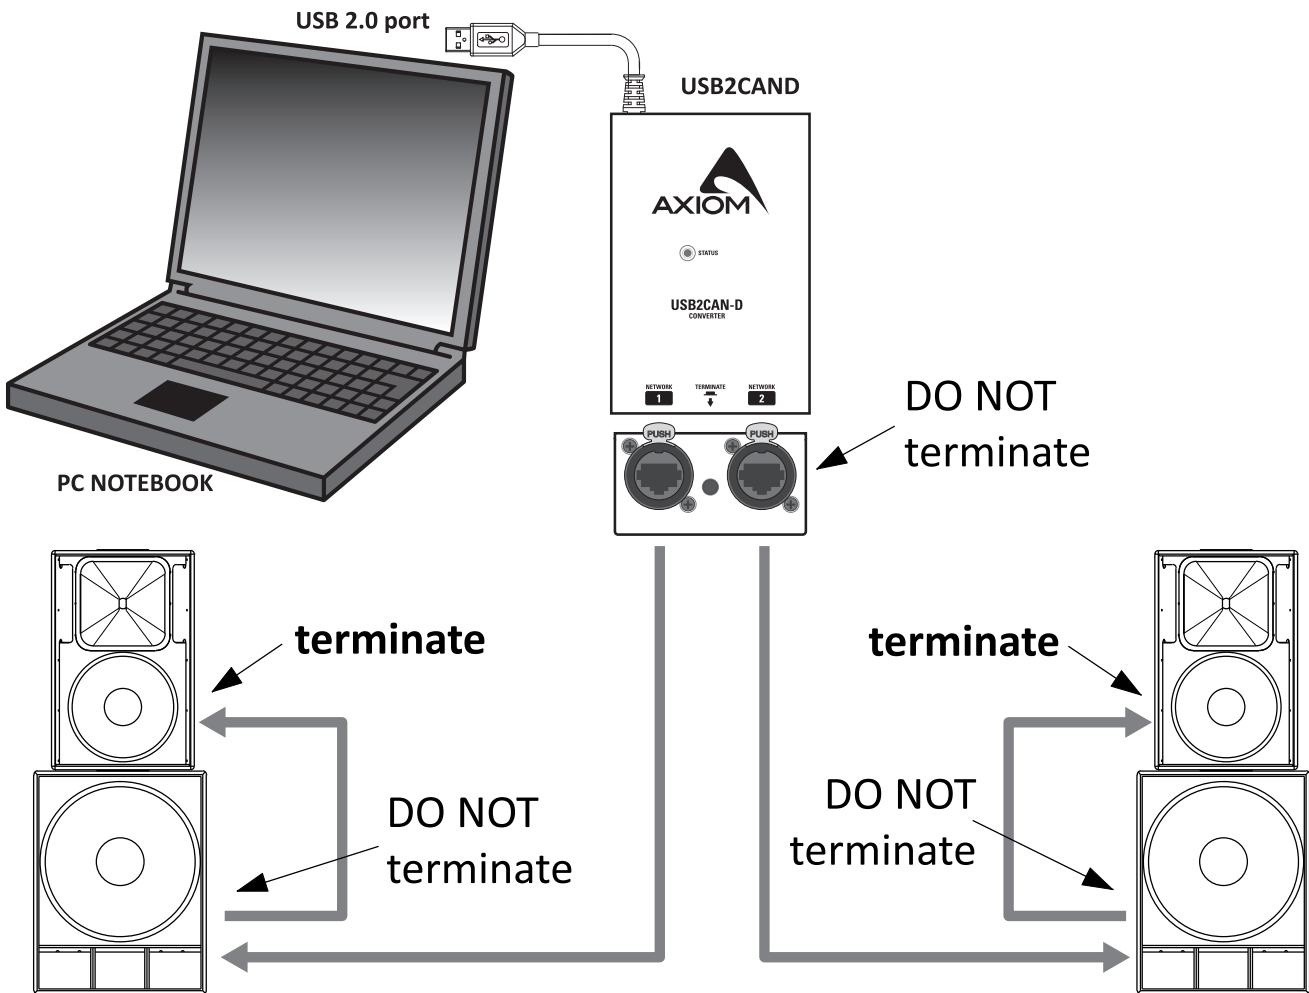 USB 2.0 port
USB2CAND
AXIOM
STATUS
USB2CAN-D
CONVERTER
NETWORK TERMINATE NETWORK
1 2
PUSH PUSH
DO NOT
terminate
PC NOTEBOOK
terminate
terminate
DO NOT
terminate
DO NOT
terminate